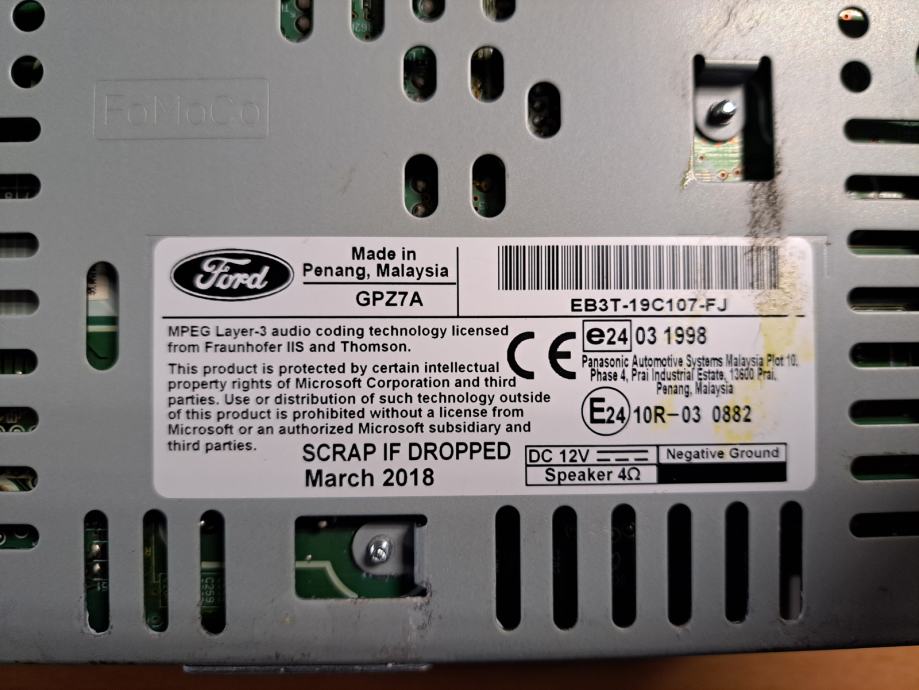 FoMoCo
Ford
Made in
Penang, Malaysia
GPZ7A
EB3T-19C107-FJ
MPEG Layer-3 audio coding technology licensed
from Fraunhofer IIS and Thomson.
This product is protected by certain intellectual
property rights of Microsoft Corporation and third
parties. Use or distribution of such technology outside
of this product is prohibited without a license from
Microsoft or an authorized Microsoft subsidiary and
third parties.
CE
e24 03 1998
Panasonic Automotive Systems Malaysia Plot 10,
Phase 4, Prai Industrial Estate, 13600 Prai,
Penang, Malaysia
E24 10R-03 0882
SCRAP IF DROPPED
March 2018
DC 12V
Negative Ground
Speaker 4Ω
C259